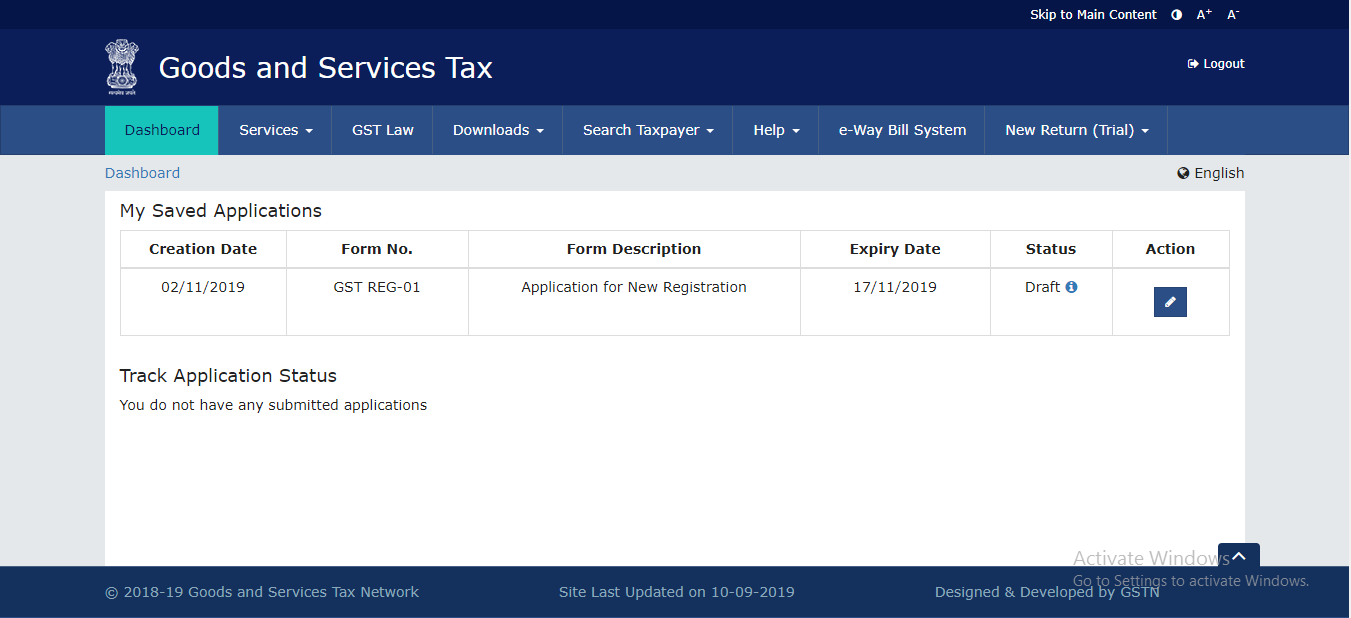 Skip to Main Content A+ A-
सत्यमेव जयते
Goods and Services Tax
Logout
Dashboard Services GST Law Downloads Search Taxpayer Help e-Way Bill System New Return (Trial)
Dashboard English
My Saved Applications
Creation Date Form No. Form Description Expiry Date Status Action
02/11/2019 GST REG-01 Application for New Registration 17/11/2019 Draft
Track Application Status
You do not have any submitted applications
Activate Windows
Go to Settings to activate Windows.
© 2018-19 Goods and Services Tax Network Site Last Updated on 10-09-2019 Designed & Developed by GSTN